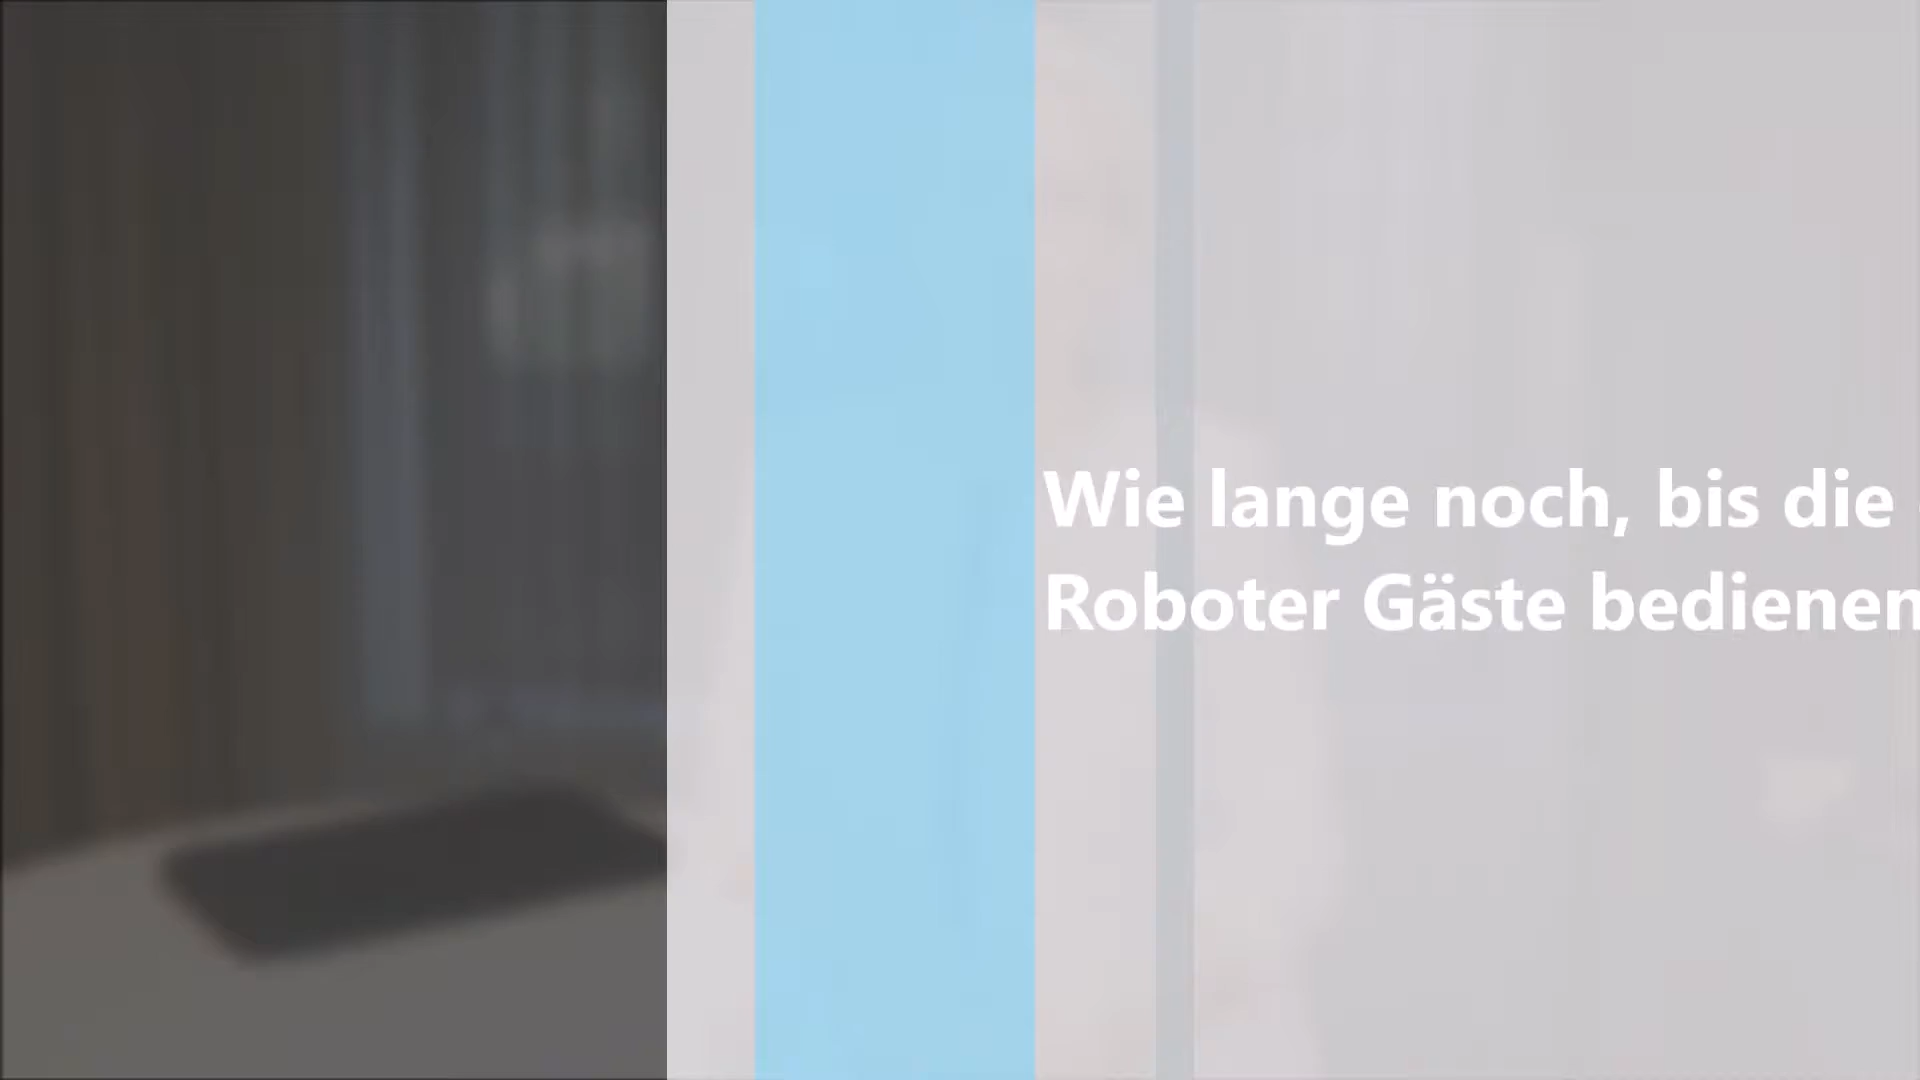 Wie lange noch, bis die
Roboter Gäste bedienen